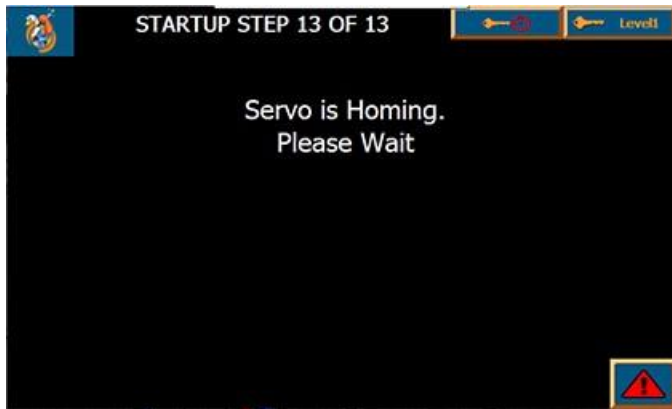 STARTUP STEP 13 OF 13
Level1
Servo is Homing.
Please Wait